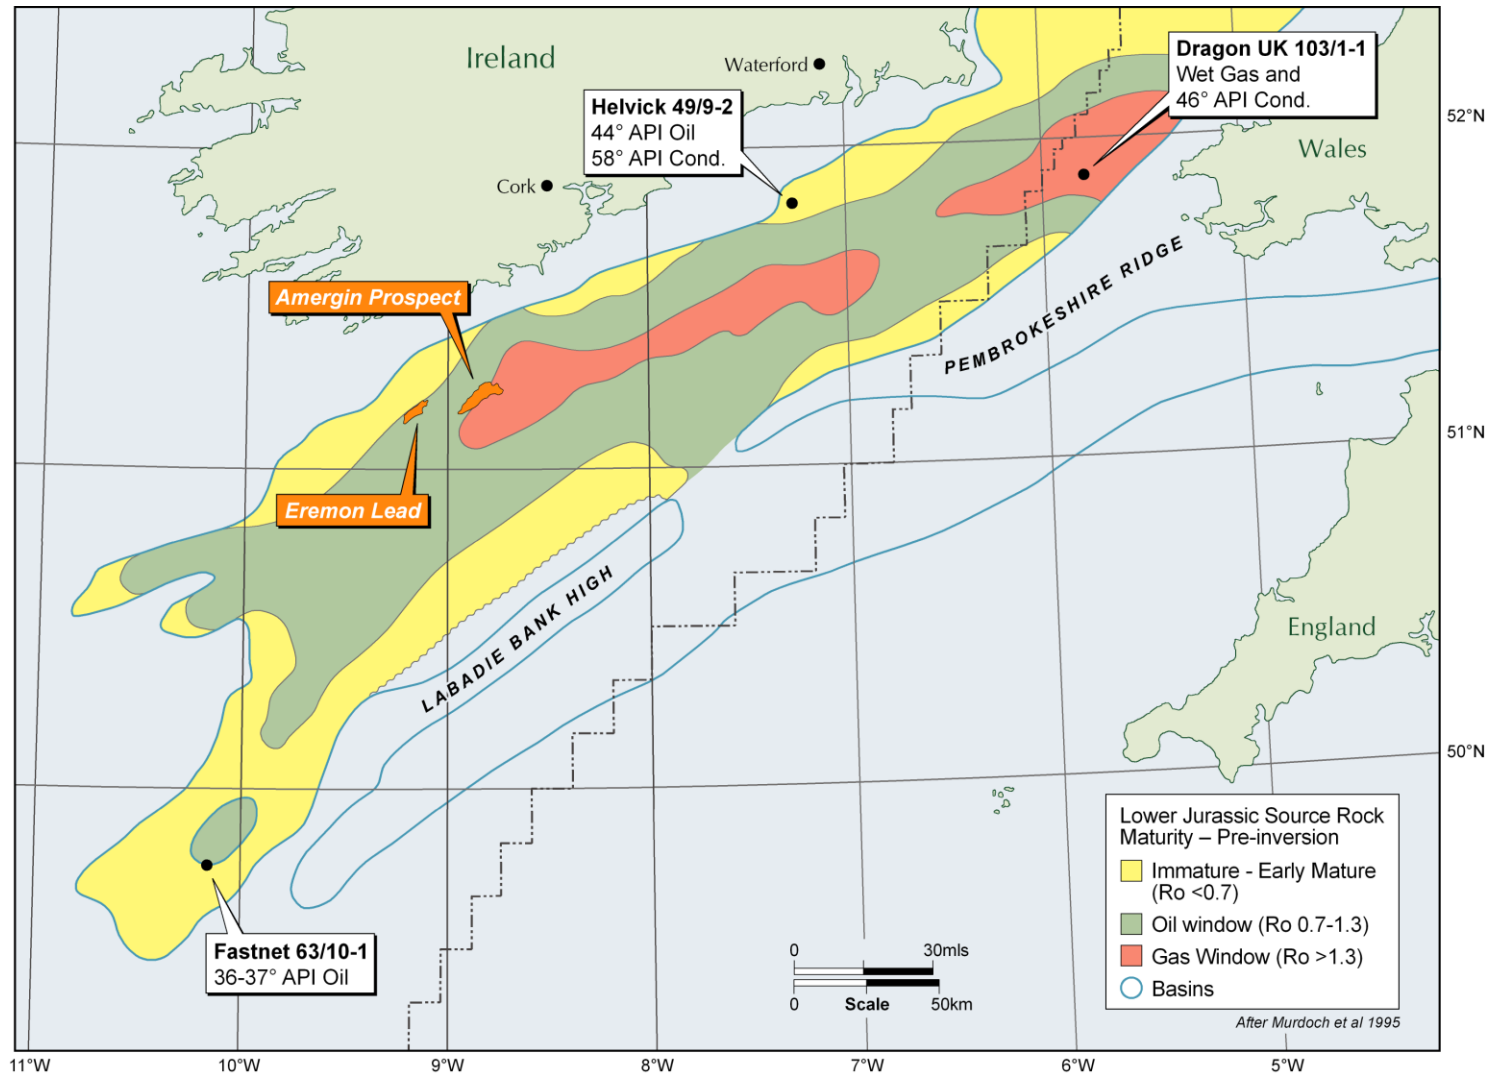 Ireland
Waterford
Dragon UK 103/1-1
Wet Gas and
46° API Cond.
Helvick 49/9-2
44° API Oil
58° API Cond.
52°N
Wales
Cork
PEMBROKESHIRE RIDGE
Amergin Prospect
51°N
Eremon Lead
LABADIE BANK HIGH
England
50°N
Lower Jurassic Source Rock
Maturity – Pre-inversion
Immature - Early Mature
(Ro <0.7)
Oil window (Ro 0.7-1.3)
Gas Window (Ro >1.3)
Basins
After Murdoch et al 1995
Fastnet 63/10-1
36-37° API Oil
0 30mls
0 Scale 50km
11°W 10°W 9°W 8°W 7°W 6°W 5°W